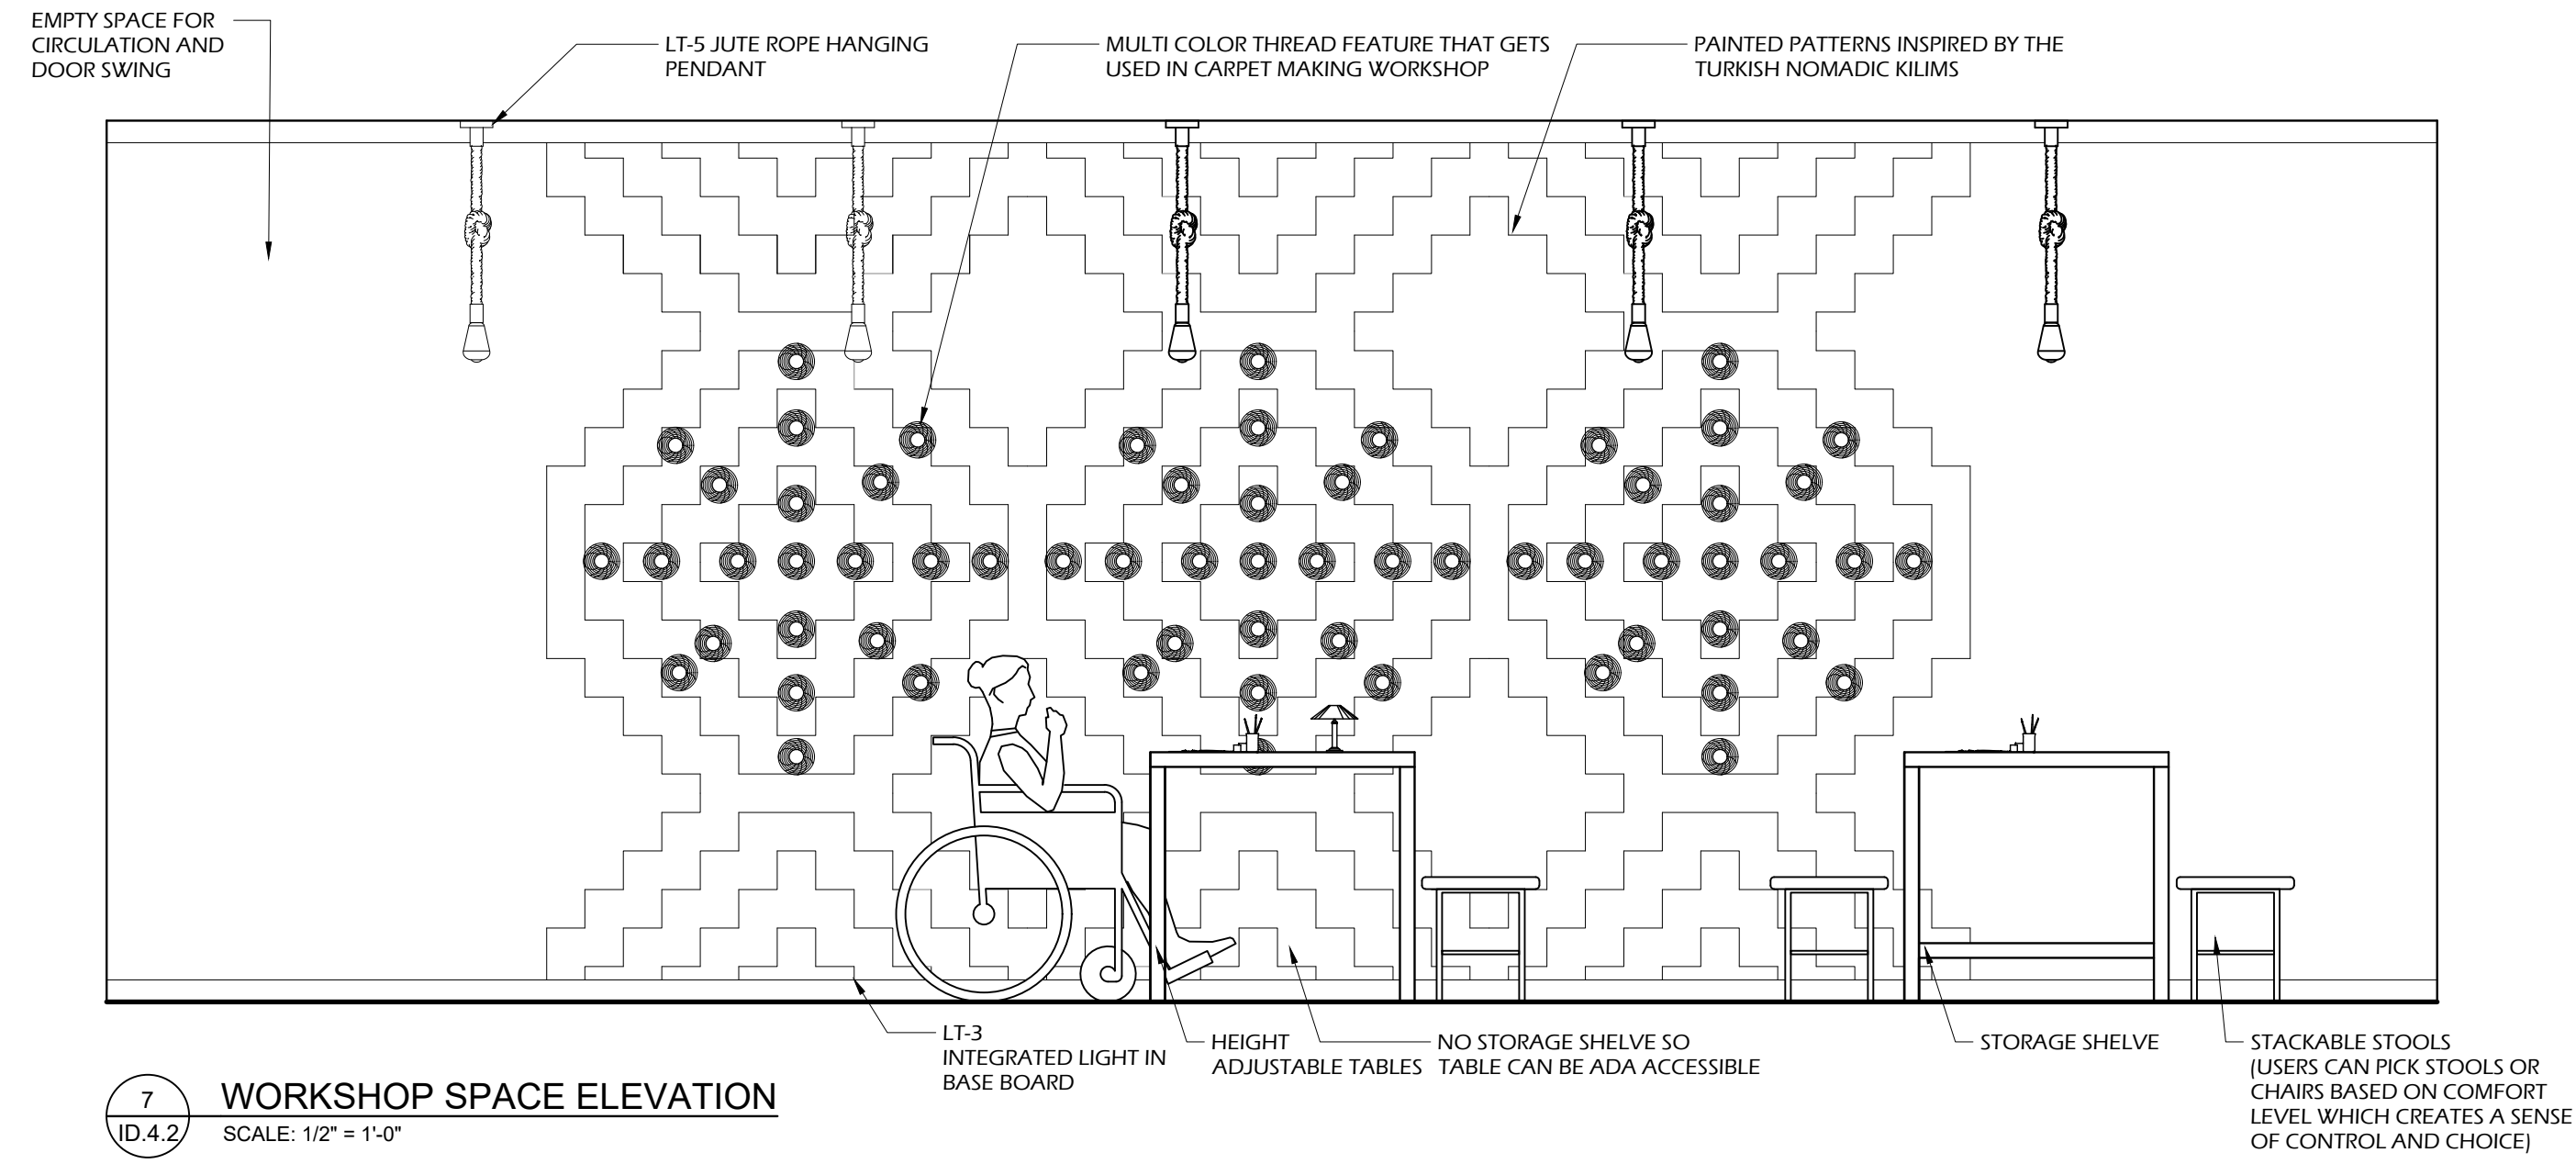 EMPTY SPACE FOR
CIRCULATION AND
DOOR SWING
LT-5 JUTE ROPE HANGING
PENDANT
MULTI COLOR THREAD FEATURE THAT GETS
USED IN CARPET MAKING WORKSHOP
PAINTED PATTERNS INSPIRED BY THE
TURKISH NOMADIC KILIMS
LT-3
INTEGRATED LIGHT IN
BASE BOARD
HEIGHT
ADJUSTABLE TABLES
NO STORAGE SHELVE SO
TABLE CAN BE ADA ACCESSIBLE
STORAGE SHELVE
STACKABLE STOOLS
(USERS CAN PICK STOOLS OR
CHAIRS BASED ON COMFORT
LEVEL WHICH CREATES A SENSE
OF CONTROL AND CHOICE)
7
ID.4.2
WORKSHOP SPACE ELEVATION
SCALE: 1/2" = 1'-0"